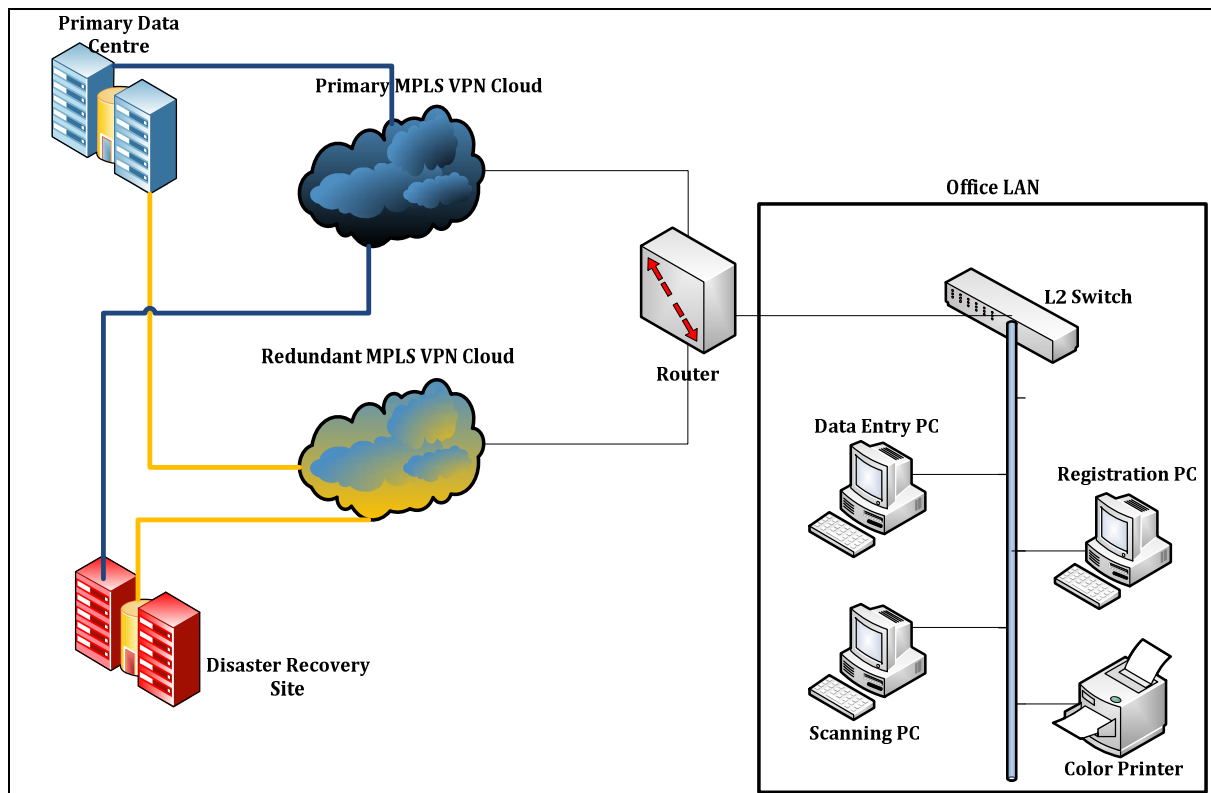 Primary Data
Centre
Primary MPLS VPN Cloud
Office LAN
L2 Switch
Redundant MPLS VPN Cloud
Router
Data Entry PC
Registration PC
Disaster Recovery
Site
Scanning PC
Color Printer